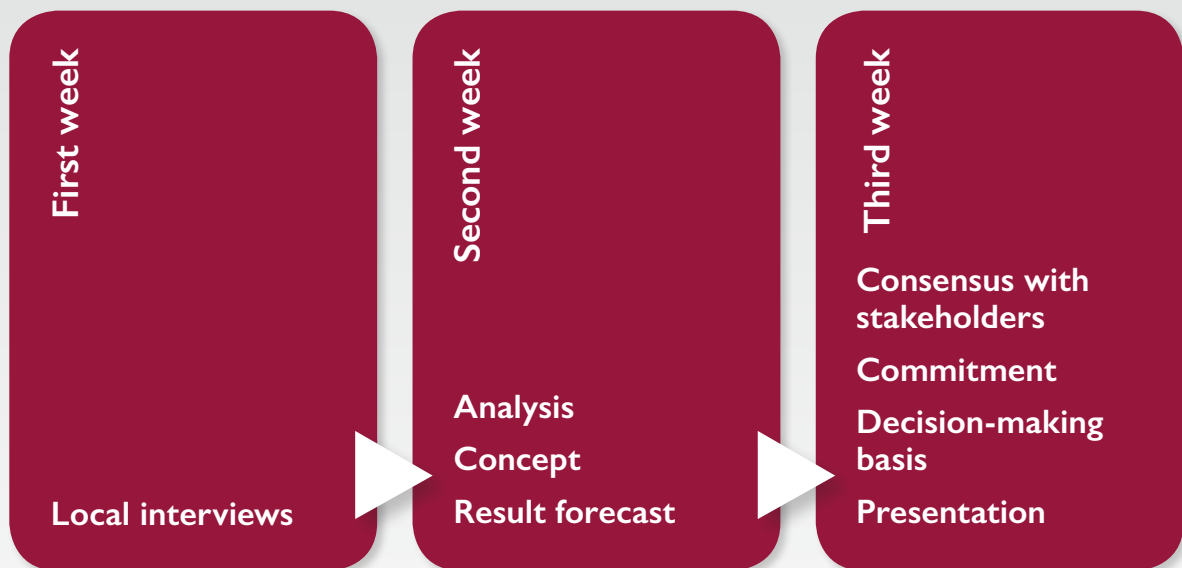 First week
Local interviews
Second week
Analysis
Concept
Result forecast
Third week
Consensus with
stakeholders
Commitment
Decision-making
basis
Presentation